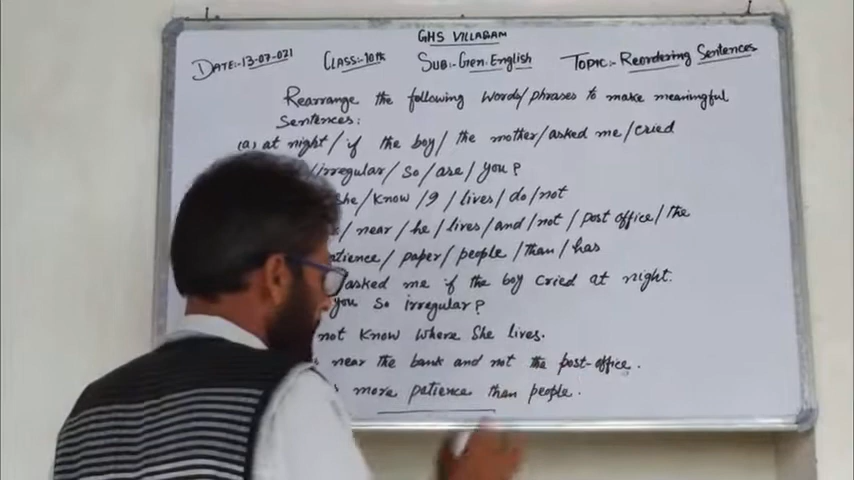 GHS VILLARAM
DATE:-13-07-021 CLASS:-10th SUB:-Gen.English TOPIC:-Reordering Sentences
Rearrange the following words/phrases to make meaningful
Sentences:
(a) at night/if the boy/the mother/asked me/cried
/irregular/So/are/you?
She/know/I/lives/do/not
/near/he/lives/and/not/post office/the
/paper/people/than/has
asked me if the boy cried at night.
you so irregular?
not know where She lives.
near the bank and not the post-office.
more patience than people.